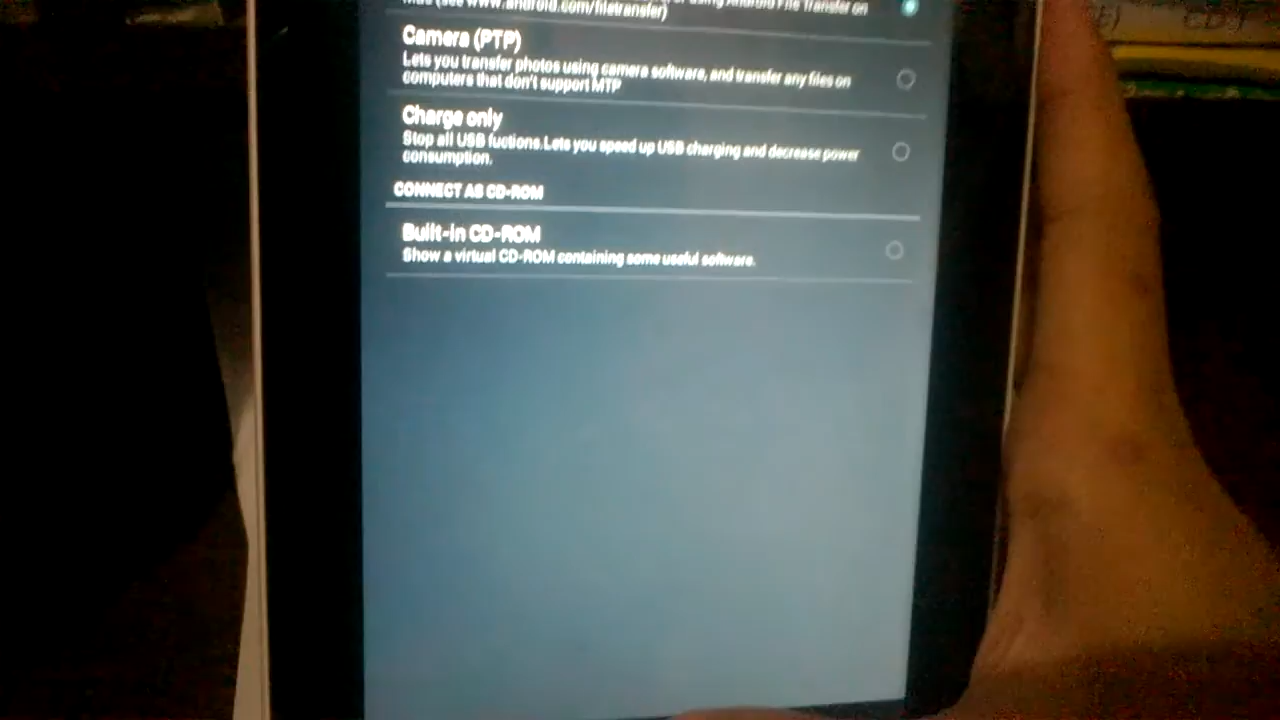 using Android File Transfer on
Mac (see www.android.com/filetransfer)
Camera (PTP)
Lets you transfer photos using camera software, and transfer any files on
computers that don't support MTP
Charge only
Stop all USB fuctions.Lets you speed up USB charging and decrease power
consumption.
CONNECT AS CD-ROM
Built-in CD-ROM
Show a virtual CD-ROM containing some useful software.